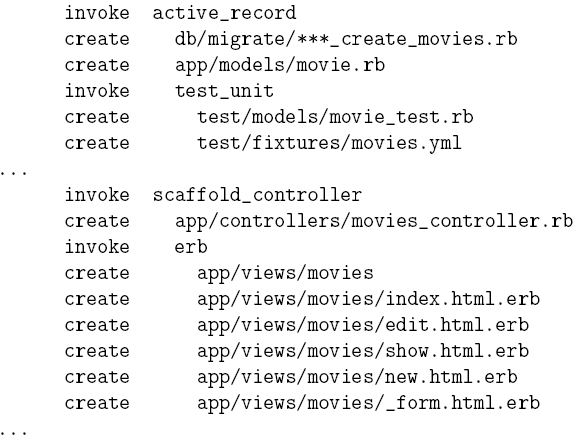 invoke  active_record
create    db/migrate/***_create_movies.rb
create    app/models/movie.rb
invoke    test_unit
create      test/models/movie_test.rb
create      test/fixtures/movies.yml
...
invoke  scaffold_controller
create    app/controllers/movies_controller.rb
invoke    erb
create      app/views/movies
create      app/views/movies/index.html.erb
create      app/views/movies/edit.html.erb
create      app/views/movies/show.html.erb
create      app/views/movies/new.html.erb
create      app/views/movies/_form.html.erb
...